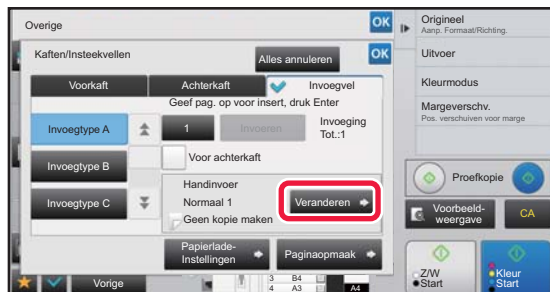 Overige
OK
Kaften/Insteekvellen
Alles annuleren
OK
Voorkaft
Achterkaft
Invoegvel
Geef pag. op voor insert, druk Enter
Invoegtype A
1
Invoeren
Invoeging
Tot.:1
Voor achterkaft
Invoegtype B
Handinvoer
Normaal 1
Geen kopie maken
Veranderen
Invoegtype C
Papierlade-
Instellingen
Paginaopmaak
Vorige
3 B4
4 A3
A4
Origineel
Aanp. Formaat/Richting.
Uitvoer
Kleurmodus
Margeverschv.
Pos. verschuiven voor marge
Proefkopie
Voorbeeld-
weergave
CA
Z/W
Start
Kleur
Start